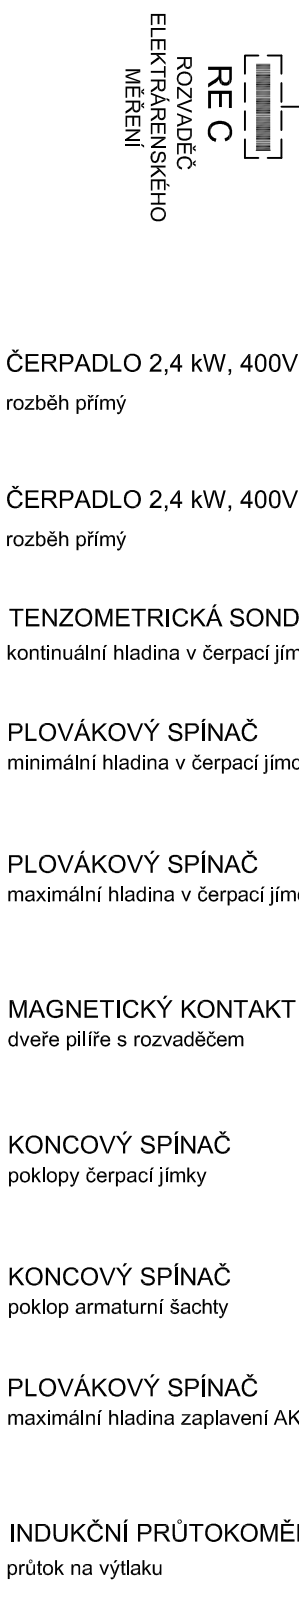 RE C
ROZVADĚČ
ELEKTRÁRENSKÉHO
MĚŘENÍ
ČERPADLO 2,4 kW, 400V
rozběh přímý
ČERPADLO 2,4 kW, 400V
rozběh přímý
TENZOMETRICKÁ SOND
kontinuální hladina v čerpací jím
PLOVÁKOVÝ SPÍNAČ
minimální hladina v čerpací jímc
PLOVÁKOVÝ SPÍNAČ
maximální hladina v čerpací jím
MAGNETICKÝ KONTAKT
dveře pilíře s rozvaděčem
KONCOVÝ SPÍNAČ
poklopy čerpací jímky
KONCOVÝ SPÍNAČ
poklop armaturní šachty
PLOVÁKOVÝ SPÍNAČ
maximální hladina zaplavení AK
INDUKČNÍ PRŮTOKOMĚ
průtok na výtlaku